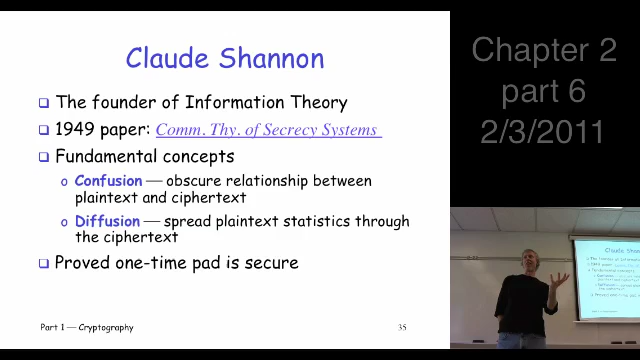 Claude Shannon
The founder of Information Theory
1949 paper: Comm. Thy. of Secrecy Systems
Fundamental concepts
Confusion — obscure relationship between
plaintext and ciphertext
Diffusion — spread plaintext statistics through
the ciphertext
Proved one-time pad is secure
Part 1 — Cryptography
35
Chapter 2
part 6
2/3/2011